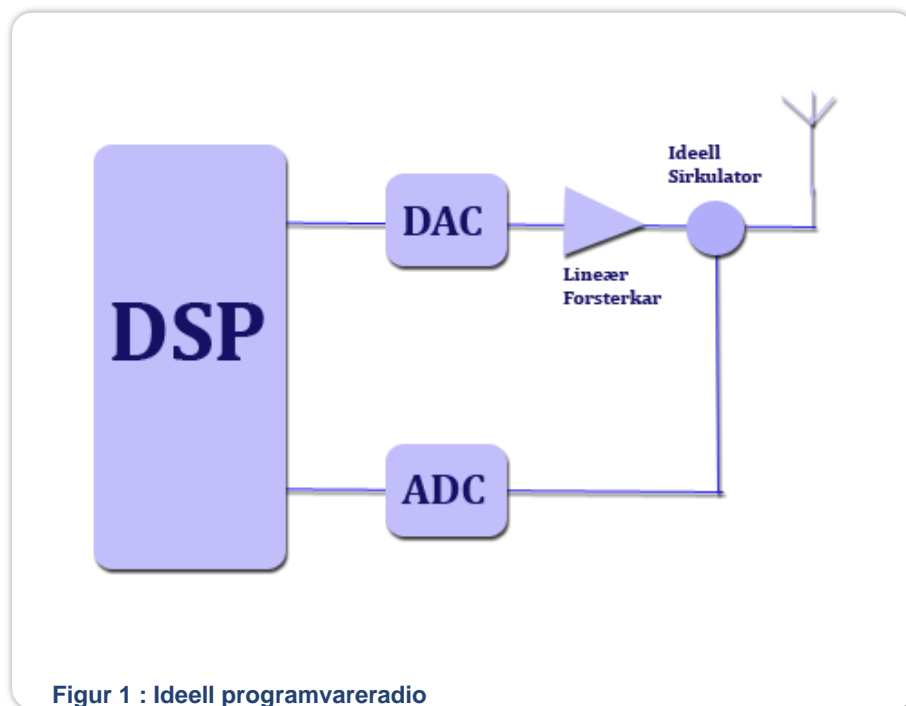 Ideell
Sirkulator
DAC
Lineær
Forsterkar
DSP
ADC
Figur 1 : Ideell programvareradio